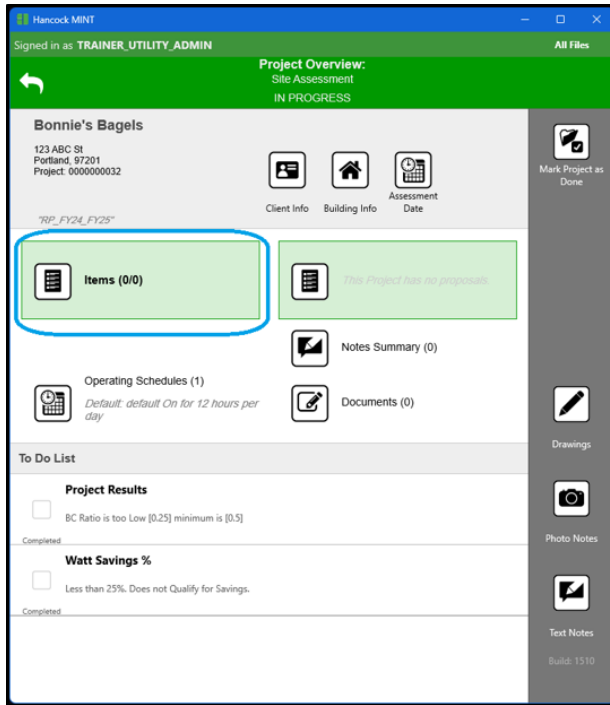 Hancock MINT
Signed in as TRAINER_UTILITY_ADMIN
All Files
Project Overview:
Site Assessment
IN PROGRESS
Bonnie's Bagels
123 ABC St
Portland, 97201
Project: 0000000032
"RP_FY24_FY25"
Client Info
Building Info
Assessment
Date
Mark Project as
Done
Items (0/0)
This Project has no proposals.
Notes Summary (0)
Operating Schedules (1)
Default: default On for 12 hours per
day
Documents (0)
Drawings
To Do List
Project Results
BC Ratio is too Low [0.25] minimum is [0.5]
Completed
Photo Notes
Watt Savings %
Less than 25%. Does not Qualify for Savings.
Completed
Text Notes
Build: 1510